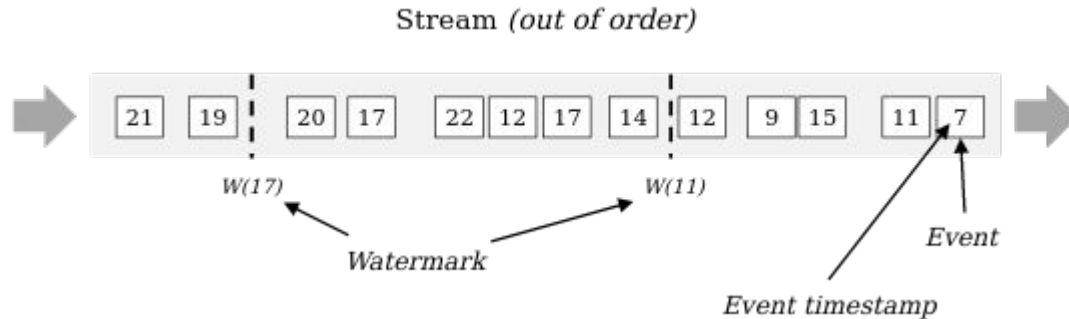 Stream (out of order)
21 19 20 17 22 12 17 14 12 9 15 11 7
W(17) W(11)
Event
Watermark
Event timestamp